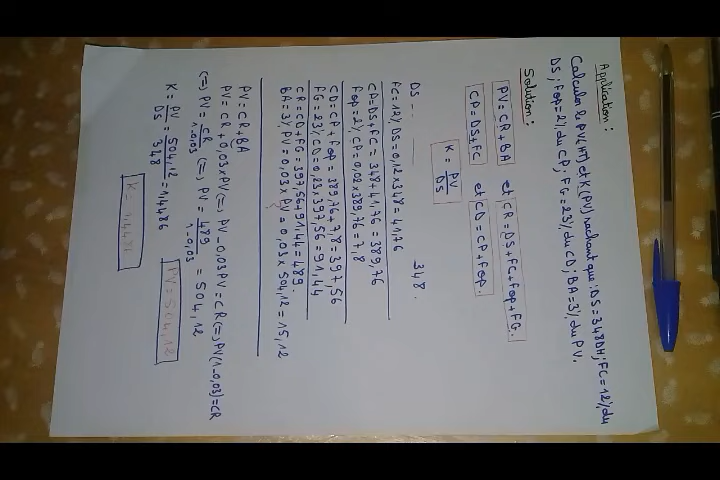 Application :
Calculer le PV(HT) et K(PV) sachant que : DS = 348DH ; FC = 12% du
DS ; Fop = 2% du CP ; FG = 23% du CD ; BA = 3% du PV.
Solution :
PV = CR + BA et CR = DS + FC + Fop + FG.
CP = DS + FC et CD = CP + Fop.
K = PV/DS
DS - - - 348.
FC = 12% DS = 0,12 x 348 = 41,76
CP = DS + FC = 348 + 41,76 = 389,76
Fop = 2% CP = 0,02 x 389,76 = 7,8
CD = CP + Fop = 389,76 + 7,8 = 397,56
FG = 23% CD = 0,23 x 397,56 = 91,44
CR = CD + FG = 397,56 + 91,44 = 489.
BA = 3% PV = 0,03 x PV = 0,03 x 504,12 = 15,12
PV = CR + BA
PV = CR + 0,03 x PV (=) PV - 0,03PV = CR (=) PV(1-0,03) = CR
(=) PV = CR/1-0,03 (=) PV = 489/1-0,03 = 504,12
PV = 504,12
K = PV/DS = 504,12/348 = 1,4486
K = 1,4486